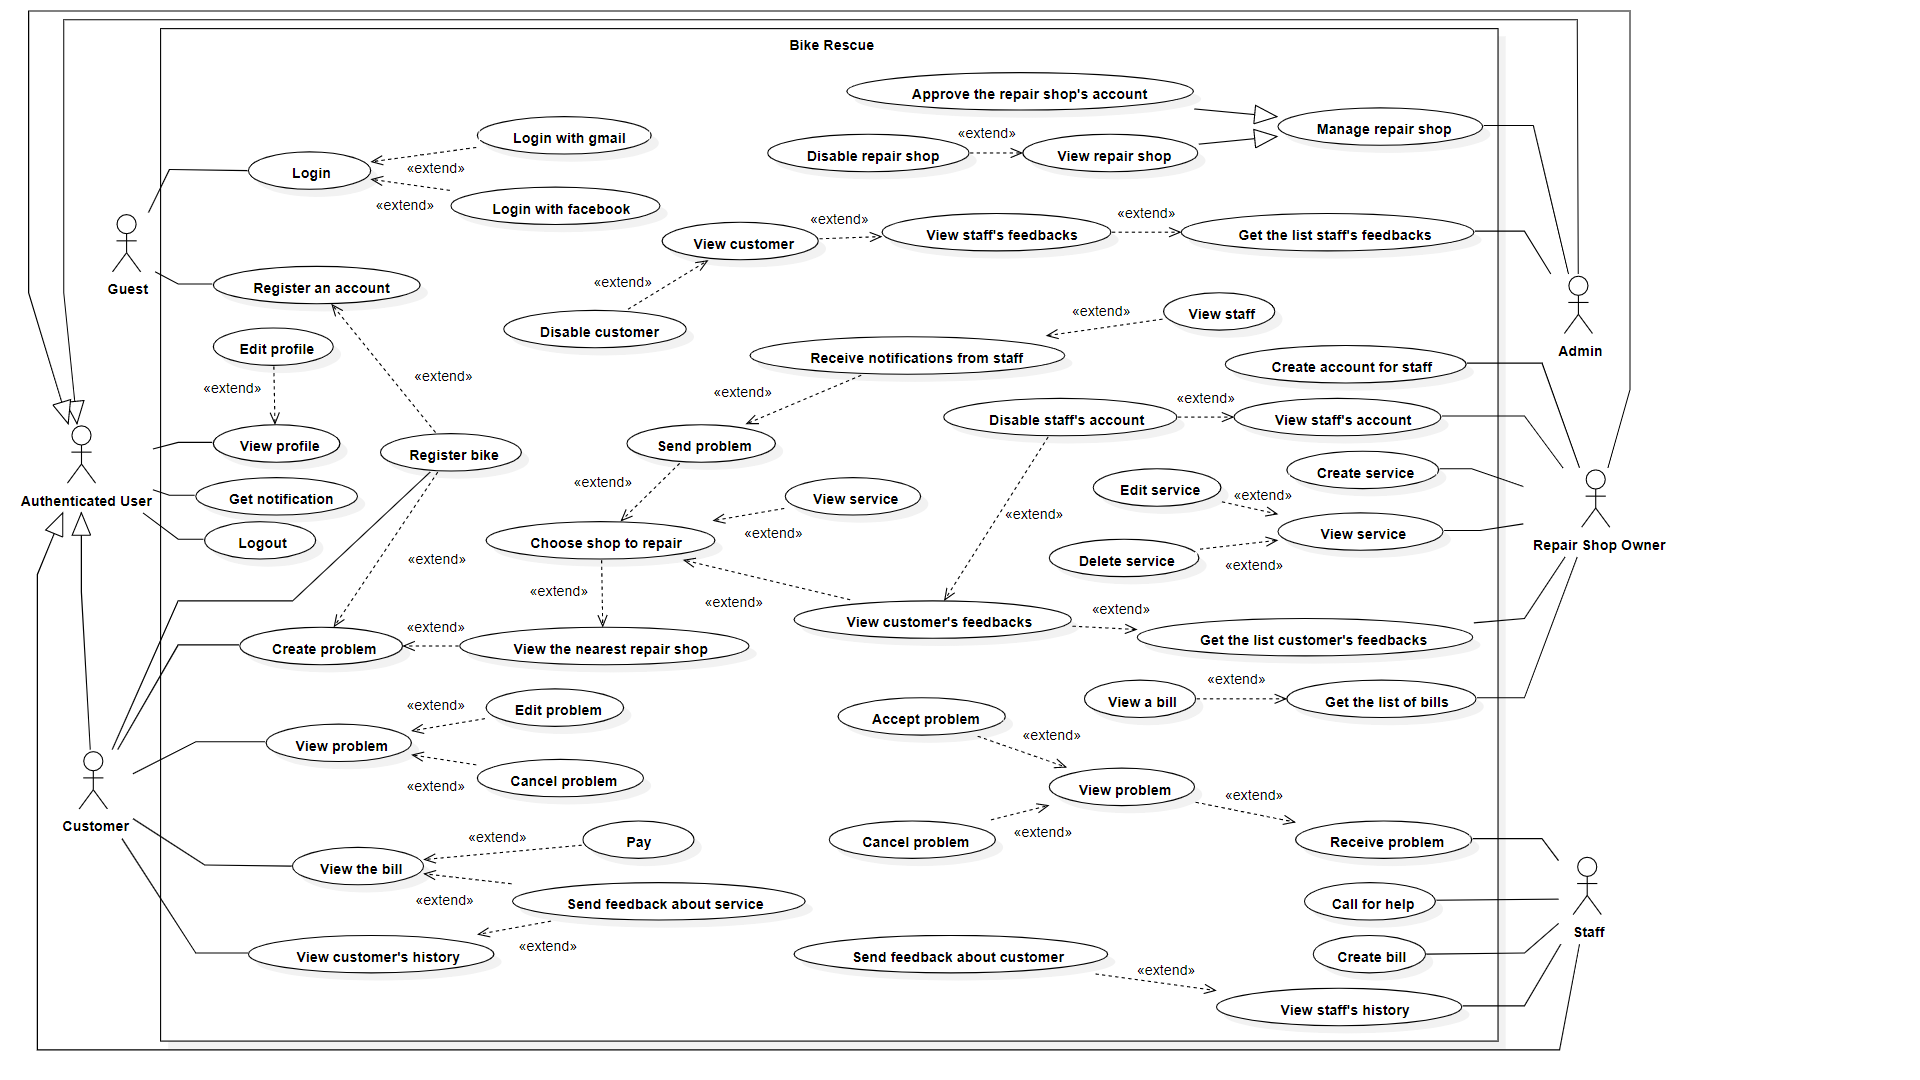 Bike Rescue
Approve the repair shop's account
Manage repair shop
Login with gmail
«extend»
Disable repair shop
View repair shop
«extend»
Login
«extend»
Login with facebook
«extend»
View customer
«extend»
View staff's feedbacks
«extend»
Get the list staff's feedbacks
Guest
Register an account
«extend»
Disable customer
«extend»
View staff
Admin
Edit profile
Receive notifications from staff
Create account for staff
«extend»
«extend»
«extend»
Disable staff's account
«extend»
View staff's account
View profile
Register bike
Send problem
Create service
Authenticated User
Get notification
«extend»
View service
Edit service
«extend»
Logout
Choose shop to repair
«extend»
«extend»
View service
Repair Shop Owner
«extend»
Delete service
«extend»
«extend»
«extend»
View customer's feedbacks
«extend»
Get the list customer's feedbacks
Create problem
«extend»
View the nearest repair shop
«extend»
View a bill
Get the list of bills
«extend»
Edit problem
Accept problem
«extend»
View problem
Cancel problem
«extend»
View problem
«extend»
Customer
«extend»
Pay
Cancel problem
«extend»
Receive problem
View the bill
«extend»
Send feedback about service
Call for help
Staff
«extend»
View customer's history
Send feedback about customer
«extend»
Create bill
View staff's history